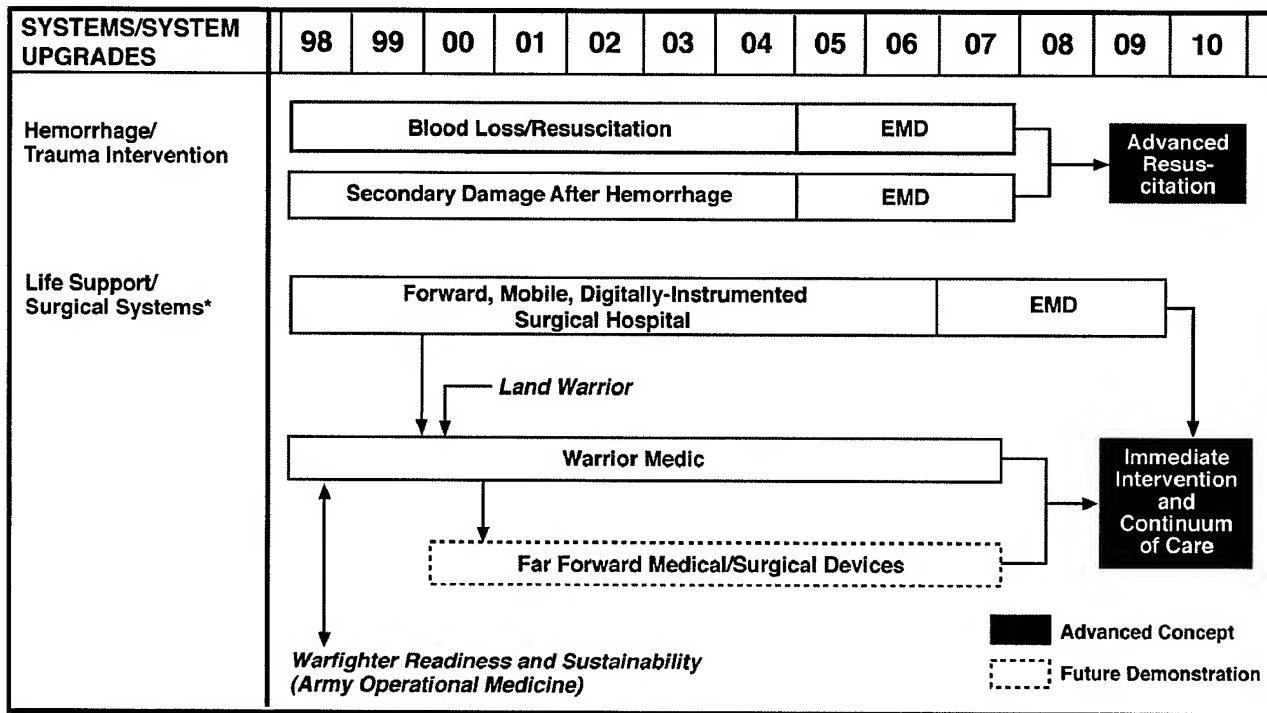 SYSTEMS/SYSTEM
UPGRADES
98 99 00 01 02 03 04 05 06 07 08 09 10
Hemorrhage/
Trauma Intervention
Blood Loss/Resuscitation EMD
Secondary Damage After Hemorrhage EMD
Advanced
Resus-
citation
Life Support/
Surgical Systems*
Forward, Mobile, Digitally-Instrumented
Surgical Hospital
EMD
Land Warrior
Warrior Medic
Far Forward Medical/Surgical Devices
Immediate
Intervention
and
Continuum
of Care
Warfighter Readiness and Sustainability
(Army Operational Medicine)
Advanced Concept
Future Demonstration